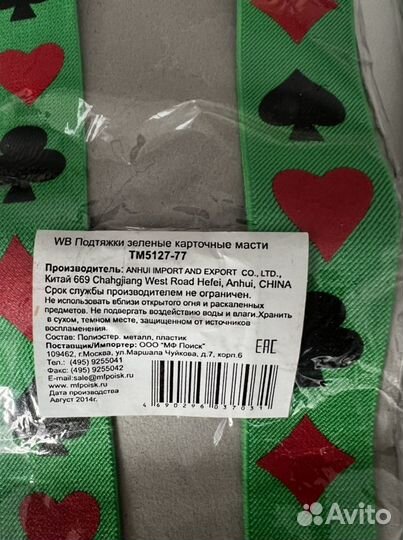 WB Подтяжки зеленые карточные масти
TM5127-77
Производитель: ANHUI IMPORT AND EXPORT CO., LTD.,
Китай 669 Chahgjiang West Road Hefei, Anhui, CHINA
Срок службы производителем не ограничен.
Не использовать вблизи открытого огня и раскаленных
предметов. Не подвергать воздействию воды и влаги.Хранить
в сухом, темном месте, защищенном от источников
воспламенения.
Состав: Полиэстер. металл, пластик
Поставщик/Импортер: ООО "МФ Поиск"
109462, г.Москва, ул.Маршала Чуйкова, д.7, корп.6
Тел.: (495) 9255041
Факс: (495) 9255042
E-mail:sale@mfpoisk.ru
www.mfpoisk.ru
Дата производства
Август 2014г.
EAC
4 690296 037031
Avito